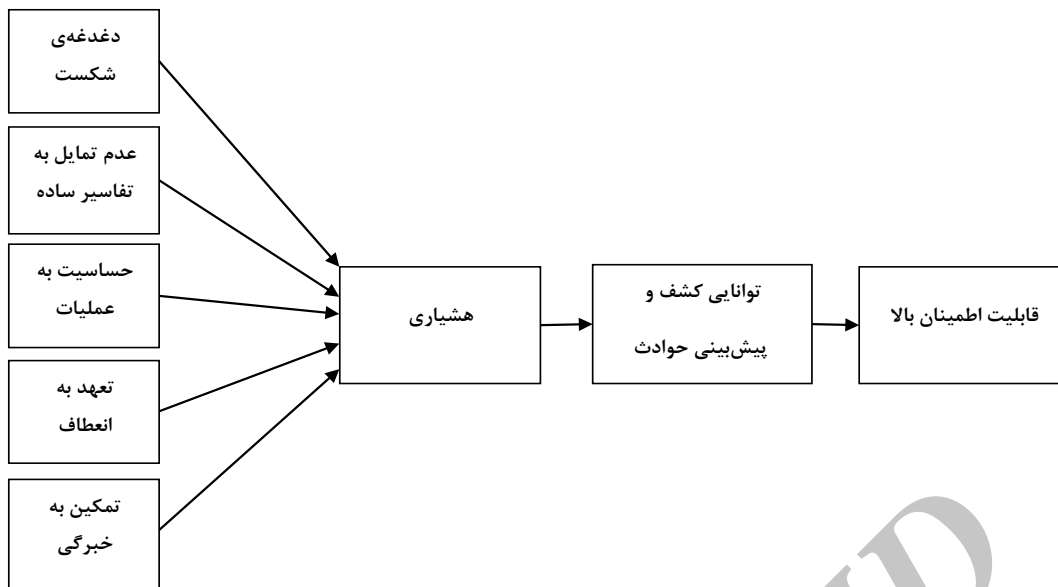 دغدغه‌ی
شکست
عدم تمایل به
تفاسیر ساده
حساسیت به
عملیات
تعهد به
انعطاف
تمکین به
خبرگی
هشیاری
توانایی کشف و
پیش‌بینی حوادث
قابلیت اطمینان بالا